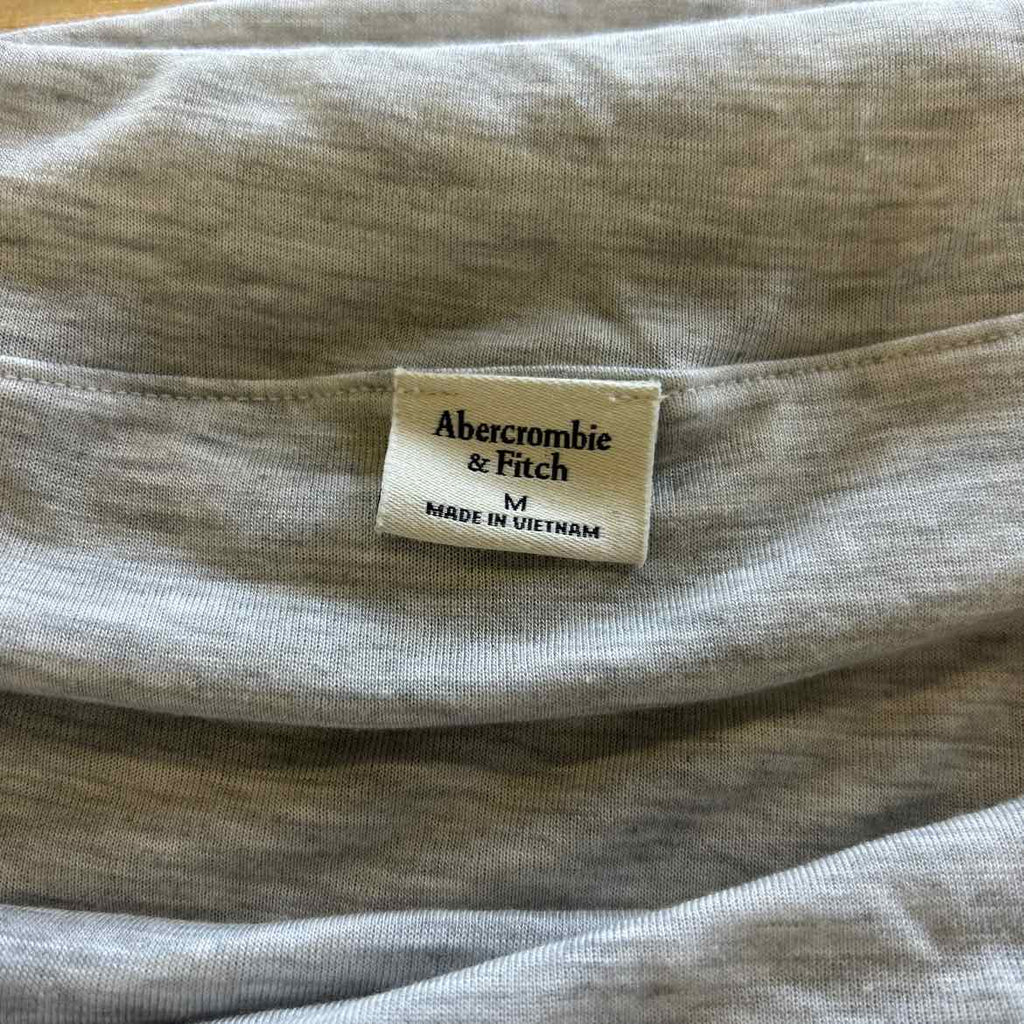 Abercrombie
& Fitch
M
MADE IN VIETNAM